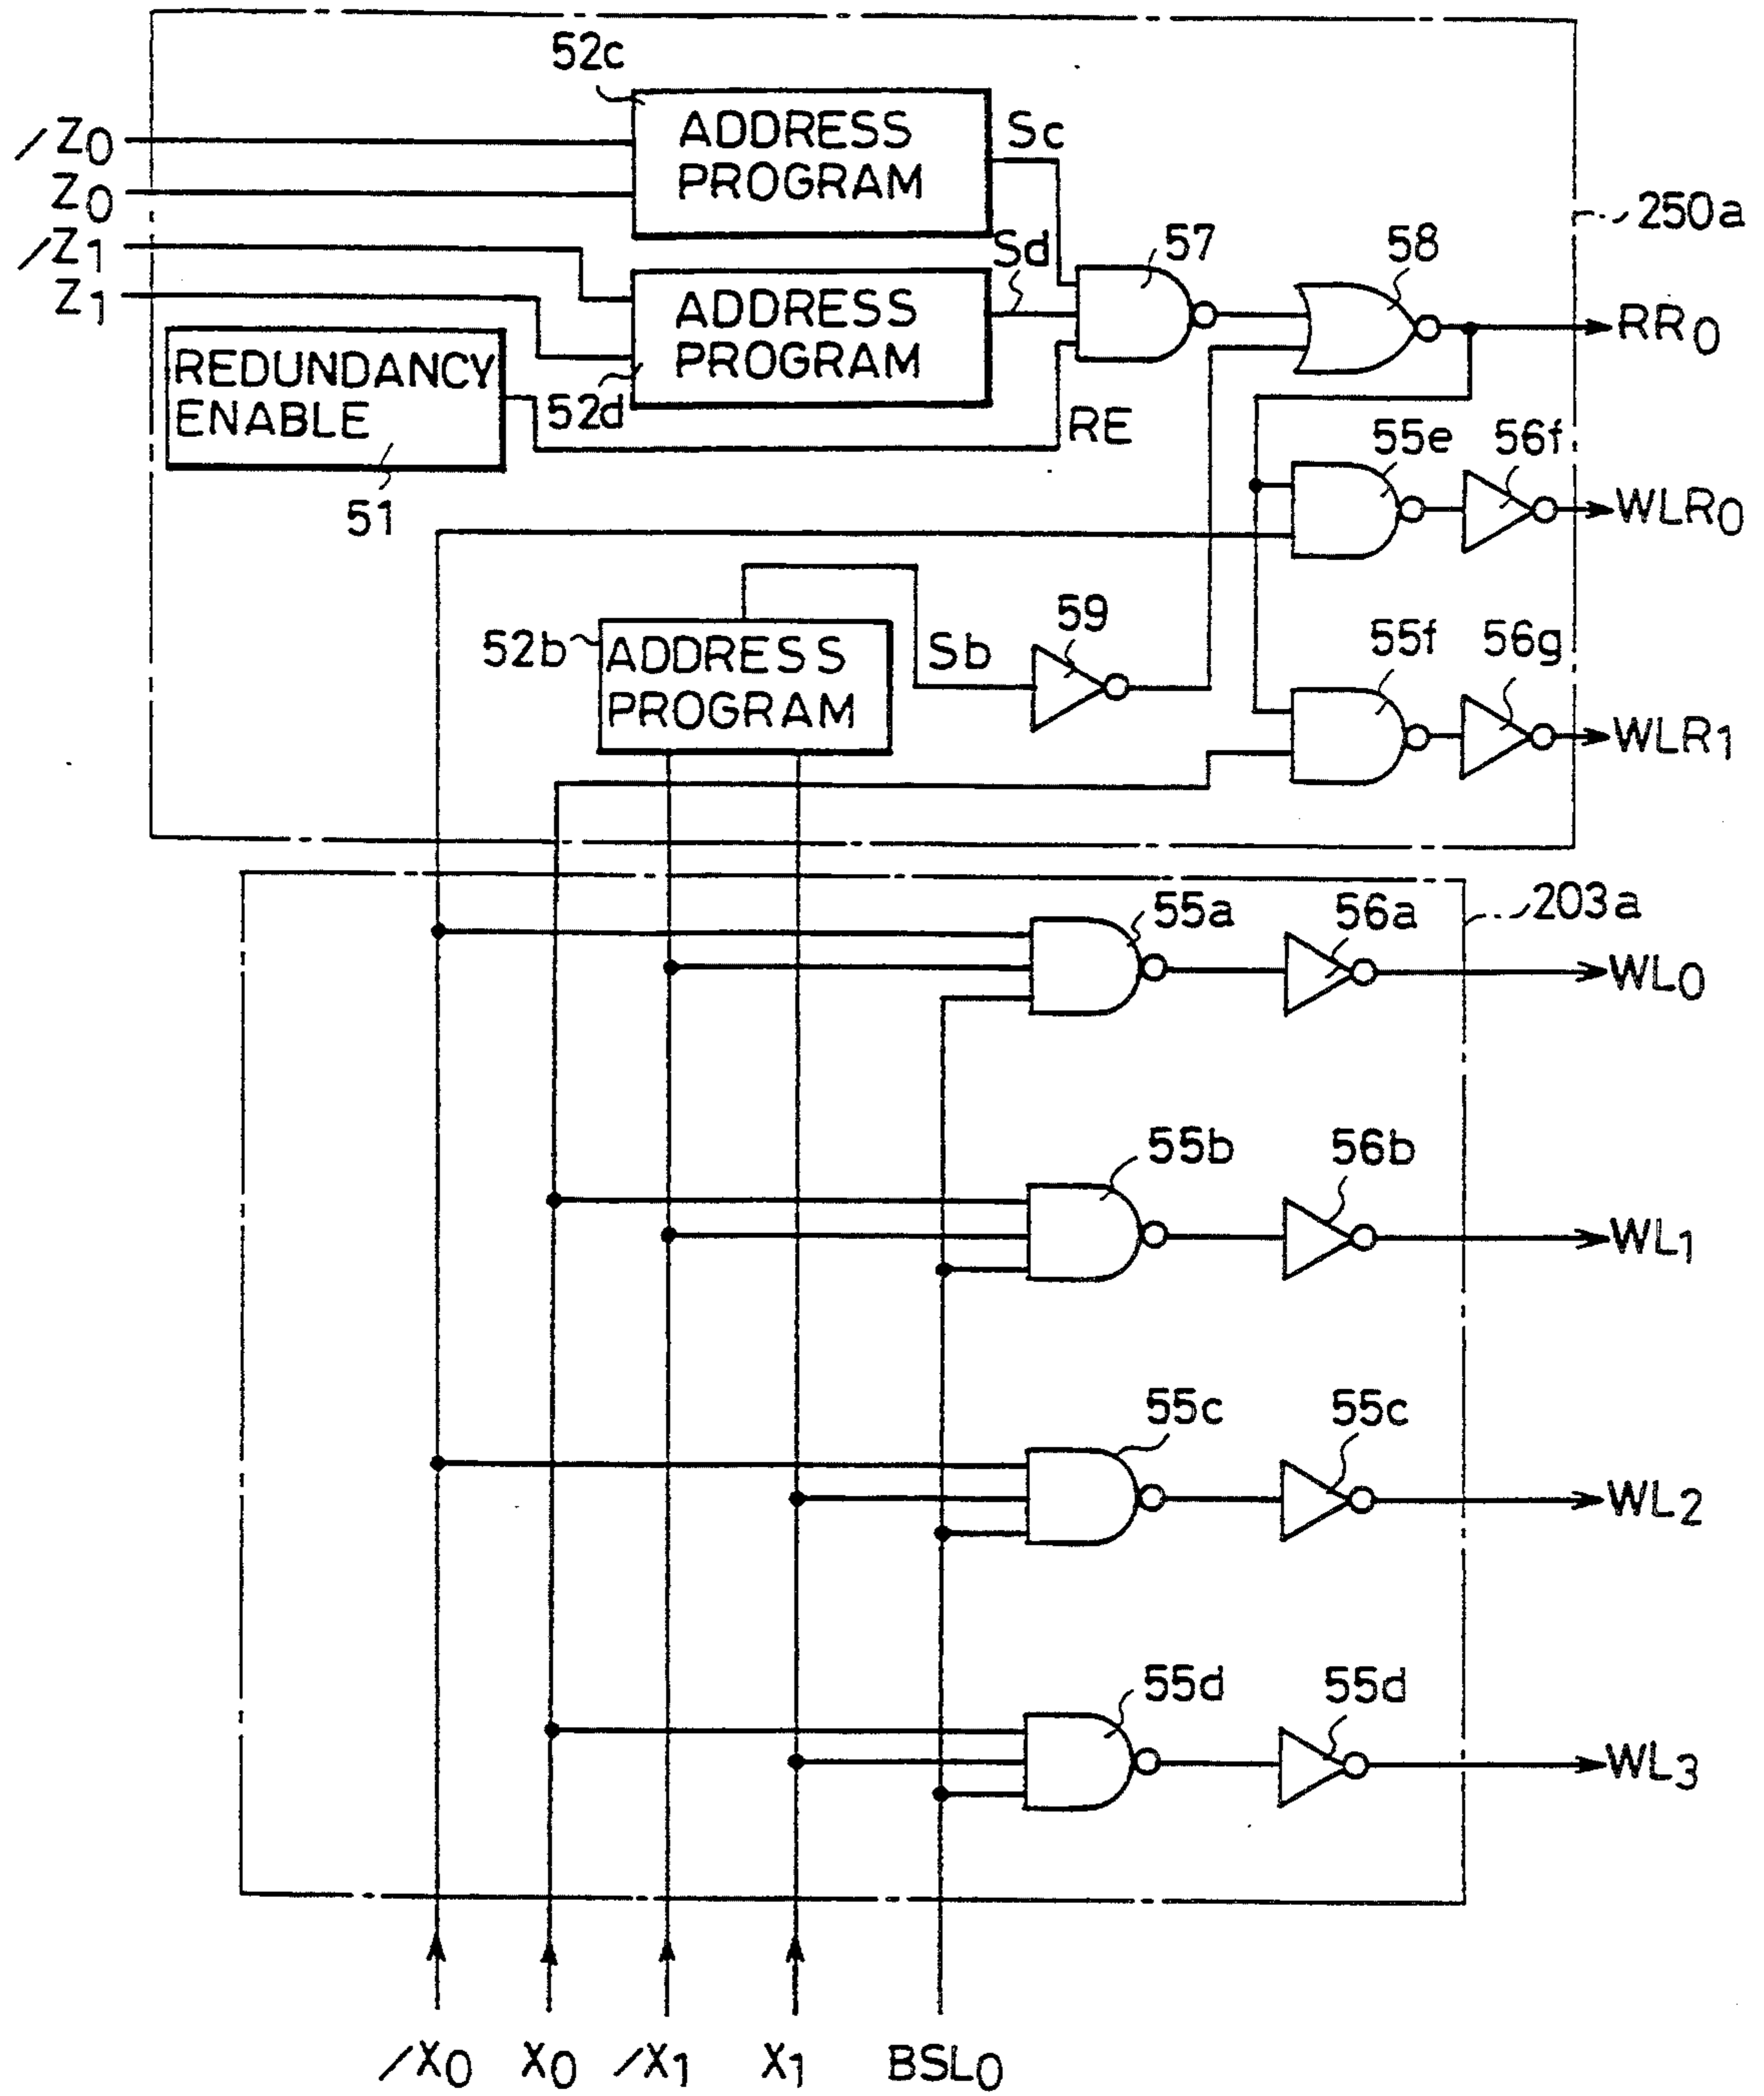 52c
/Z0
Z0
/Z1
Z1
ADDRESS
PROGRAM
Sc
250a
Sd
57
58
ADDRESS
PROGRAM
RR0
REDUNDANCY
ENABLE
52d
RE
51
55e
56f
WLR0
52b
ADDRESS
PROGRAM
Sb
59
55f
56g
WLR1
203a
55a
56a
WL0
55b
56b
WL1
55c
55c
WL2
55d
55d
WL3
/X0
X0
/X1
X1
BSL0